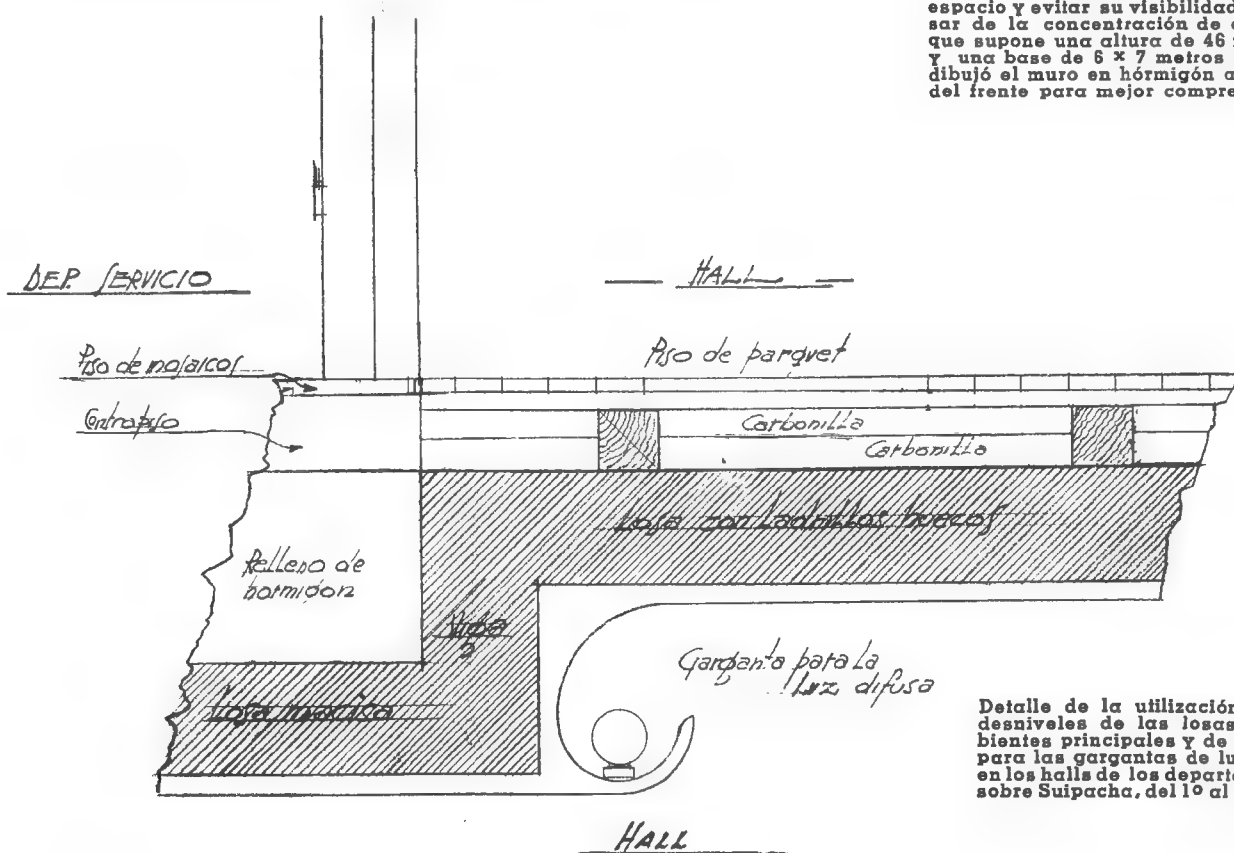 espacio y evitar su visibilidad
sar de la concentración de
que supone una altura de 46
y una base de 6 × 7 metros
dibujó el muro en hórmigón
del frente para mejor compre
DEP. SERVICIO
HALL
Piso de mosaicos
Piso de parquet
Contrapiso
Carbonilla
Carbonilla
Losa con ladrillos huecos
Relleno de
hormigon
Viga
Garganta para la
luz difusa
Losa maciza
Detalle de la utilización
desniveles de las losas
bientes principales y de
para las gargantas de lu
en los halls de los departa
sobre Suipacha, del 1º al
HALL